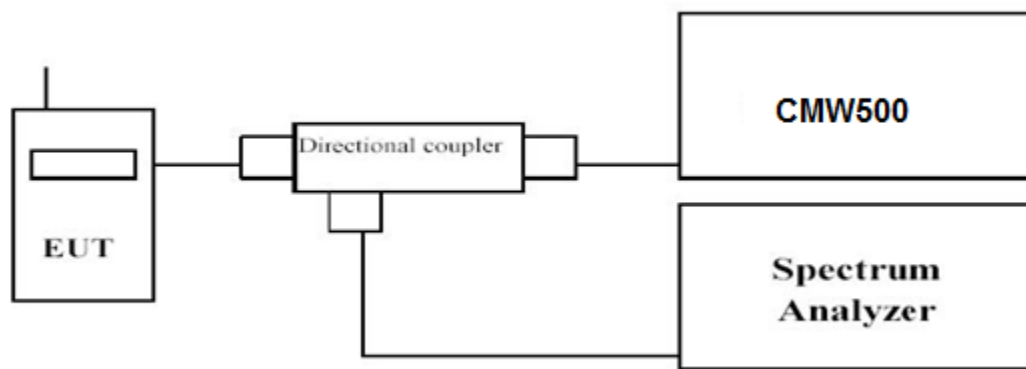 CMW500
Directional coupler
EUT
Spectrum
Analyzer